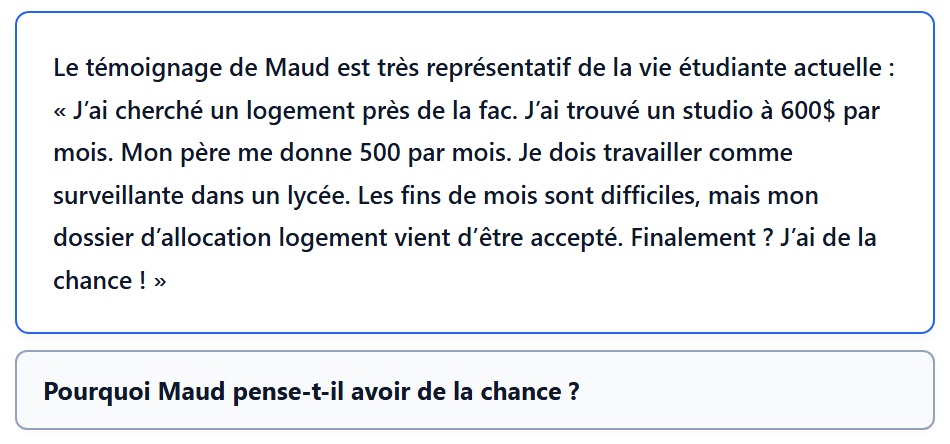 Le témoignage de Maud est très représentatif de la vie étudiante actuelle :
« J’ai cherché un logement près de la fac. J’ai trouvé un studio à 600$ par
mois. Mon père me donne 500 par mois. Je dois travailler comme
surveillante dans un lycée. Les fins de mois sont difficiles, mais mon
dossier d’allocation logement vient d’être accepté. Finalement ? J’ai de la
chance ! »
Pourquoi Maud pense-t-il avoir de la chance ?